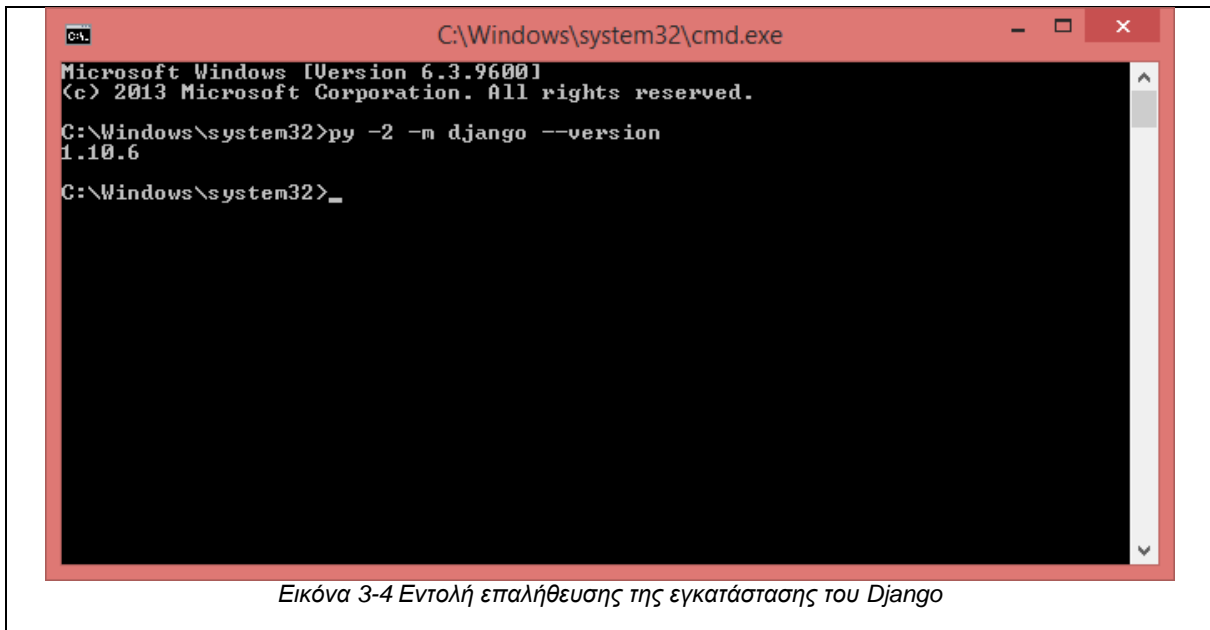 C:\Windows\system32\cmd.exe
Microsoft Windows [Version 6.3.9600]
(c) 2013 Microsoft Corporation. All rights reserved.
C:\Windows\system32>py -2 -m django --version
1.10.6
C:\Windows\system32>_
Εικόνα 3-4 Εντολή επαλήθευσης της εγκατάστασης του Django